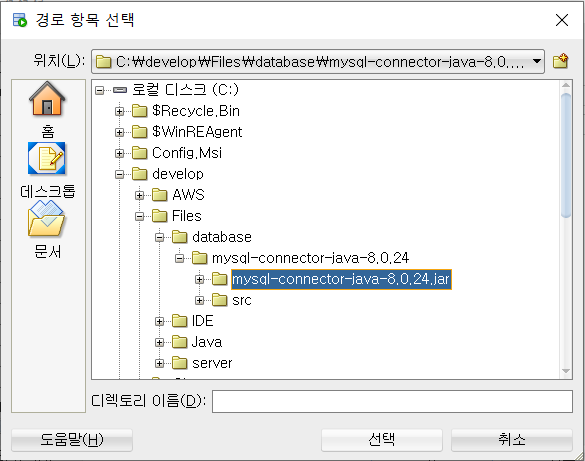 경로 항목 선택
위치(L): C:\develop\Files\database\mysql-connector-java-8.0....
홈
데스크톱
문서
로컬 디스크 (C:)
$Recycle.Bin
$WinREAgent
Config.Msi
develop
AWS
Files
database
mysql-connector-java-8.0.24
mysql-connector-java-8.0.24.jar
src
IDE
Java
server
디렉토리 이름(D):
도움말(H) 선택 취소